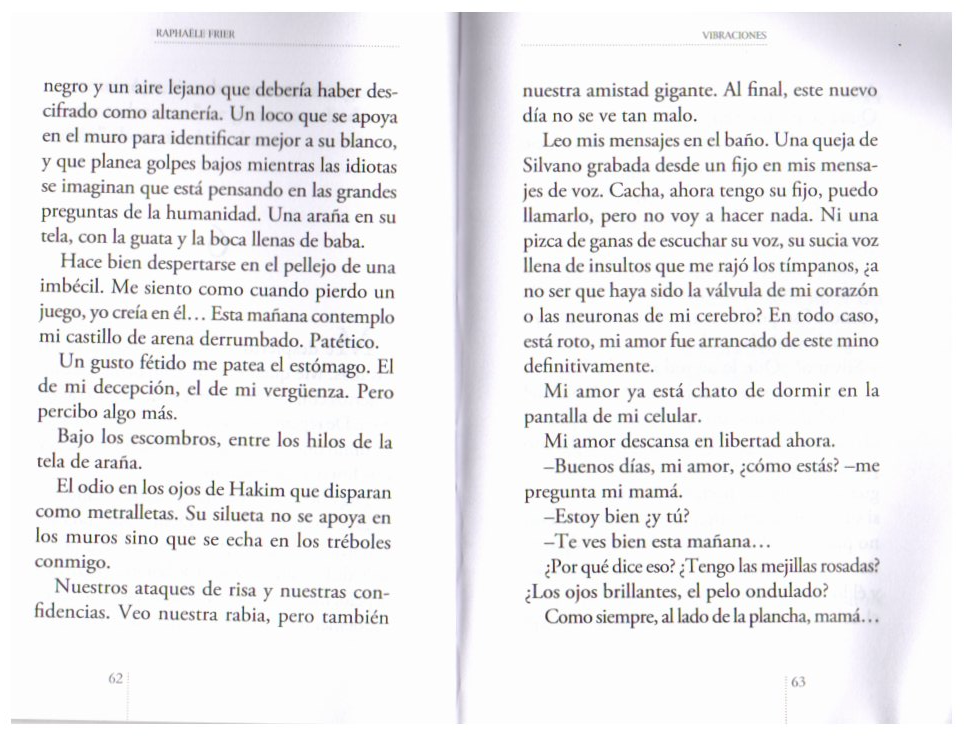 RAPHAËLE FRIER
negro y un aire lejano que debería haber des-
cifrado como altanería. Un loco que se apoya
en el muro para identificar mejor a su blanco,
y que planea golpes bajos mientras las idiotas
se imaginan que está pensando en las grandes
preguntas de la humanidad. Una araña en su
tela, con la guata y la boca llenas de baba.
Hace bien despertarse en el pellejo de una
imbécil. Me siento como cuando pierdo un
juego, yo creía en él... Esta mañana contemplo
mi castillo de arena derrumbado. Patético.
Un gusto fétido me patea el estómago. El
de mi decepción, el de mi vergüenza. Pero
percibo algo más.
Bajo los escombros, entre los hilos de la
tela de araña.
El odio en los ojos de Hakim que disparan
como metralletas. Su silueta no se apoya en
los muros sino que se echa en los tréboles
conmigo.
Nuestros ataques de risa y nuestras con-
fidencias. Veo nuestra rabia, pero también
62
VIBRACIONES
nuestra amistad gigante. Al final, este nuevo
día no se ve tan malo.
Leo mis mensajes en el baño. Una queja de
Silvano grabada desde un fijo en mis mensa-
jes de voz. Cacha, ahora tengo su fijo, puedo
llamarlo, pero no voy a hacer nada. Ni una
pizca de ganas de escuchar su voz, su sucia voz
llena de insultos que me rajó los tímpanos, ¿a
no ser que haya sido la válvula de mi corazón
o las neuronas de mi cerebro? En todo caso,
está roto, mi amor fue arrancado de este mino
definitivamente.
Mi amor ya está chato de dormir en la
pantalla de mi celular.
Mi amor descansa en libertad ahora.
–Buenos días, mi amor, ¿cómo estás? –me
pregunta mi mamá.
–Estoy bien ¿y tú?
–Te ves bien esta mañana...
¿Por qué dice eso? ¿Tengo las mejillas rosadas?
¿Los ojos brillantes, el pelo ondulado?
Como siempre, al lado de la plancha, mamá...
63